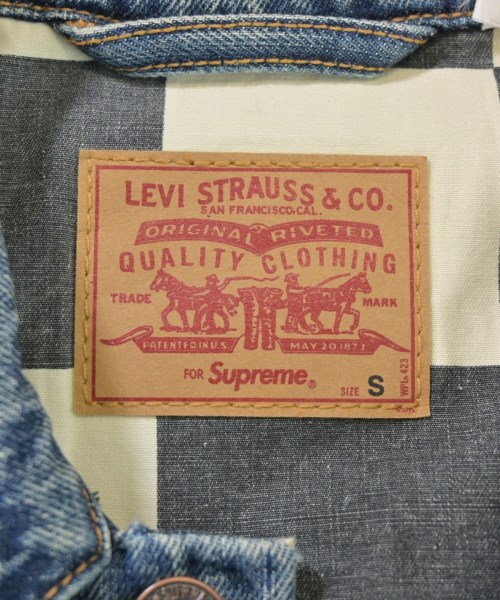 LEVI STRAUSS & CO.
SAN FRANCISCO, CAL.
ORIGINAL RIVETED
QUALITY CLOTHING
TRADE MARK
PATENTED IN U.S. MAY 20 1873
FOR Supreme® SIZE S
WPL 423